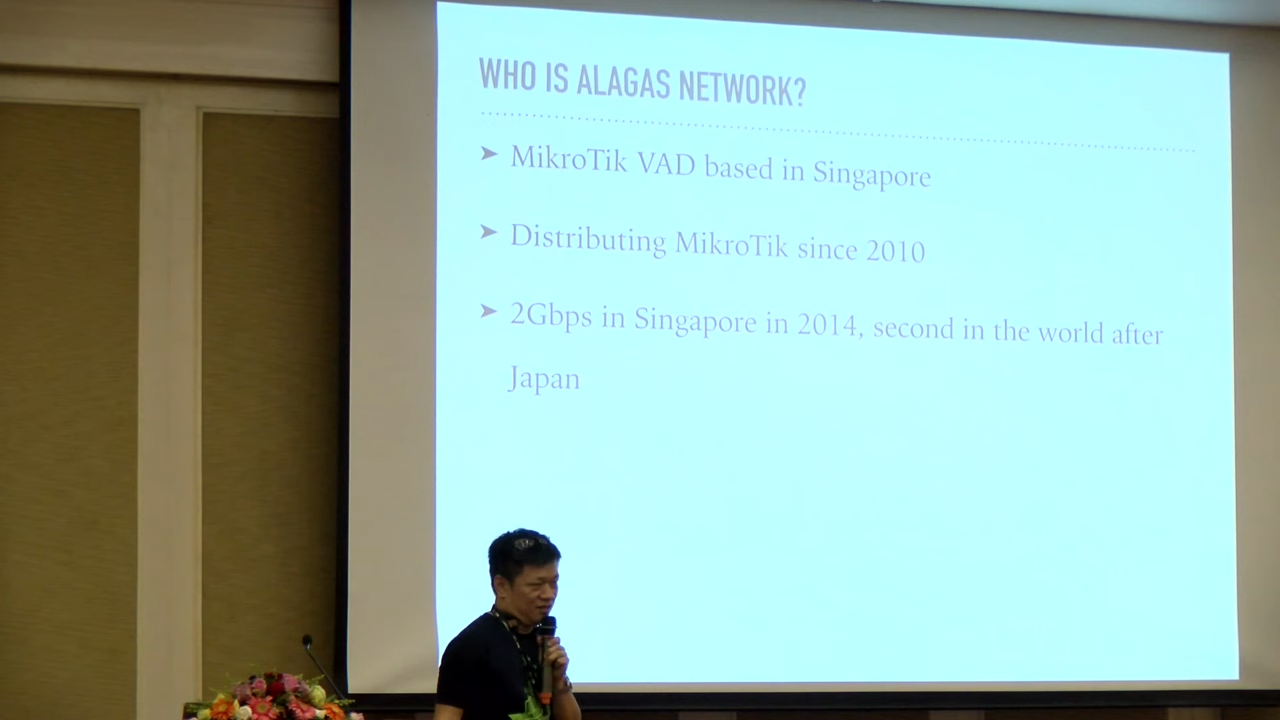 WHO IS ALAGAS NETWORK?
➤ MikroTik VAD based in Singapore
➤ Distributing MikroTik since 2010
➤ 2Gbps in Singapore in 2014, second in the world after
Japan